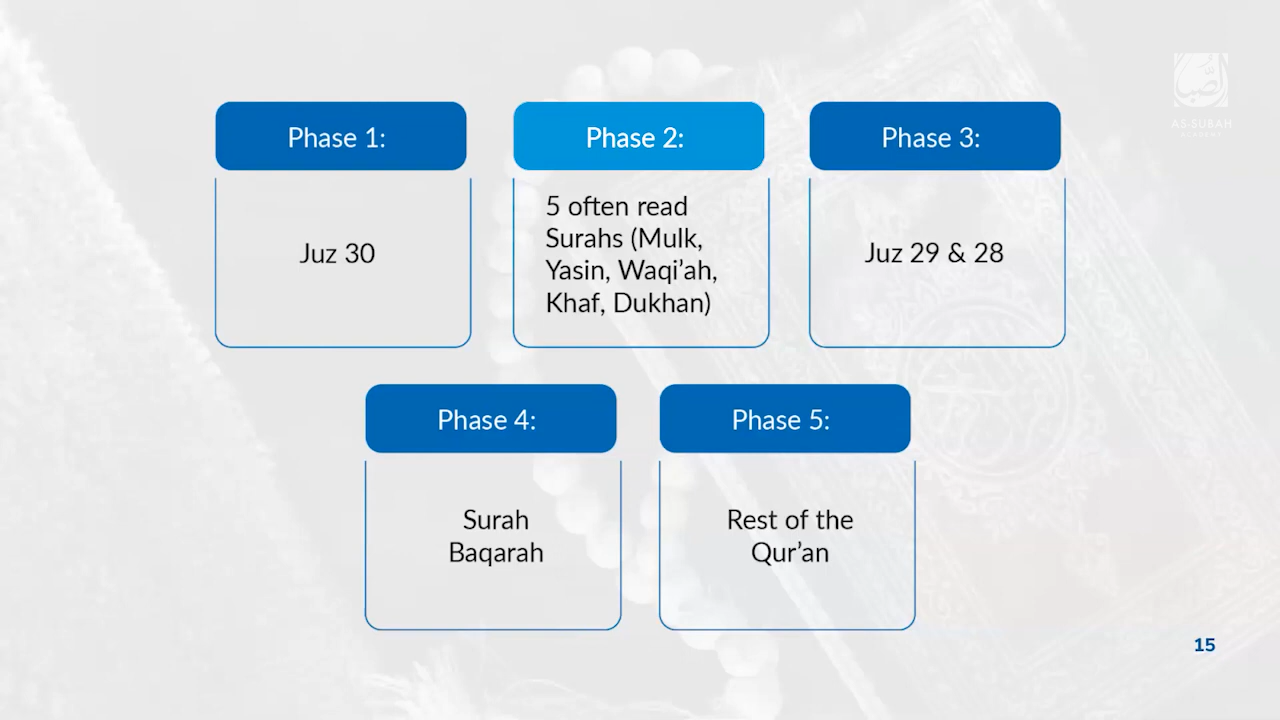 AS-SUBAH
ACADEMY
Phase 1:
Juz 30
Phase 2:
5 often read
Surahs (Mulk,
Yasin, Waqi’ah,
Khaf, Dukhan)
Phase 3:
Juz 29 & 28
Phase 4:
Surah
Baqarah
Phase 5:
Rest of the
Qur’an
15